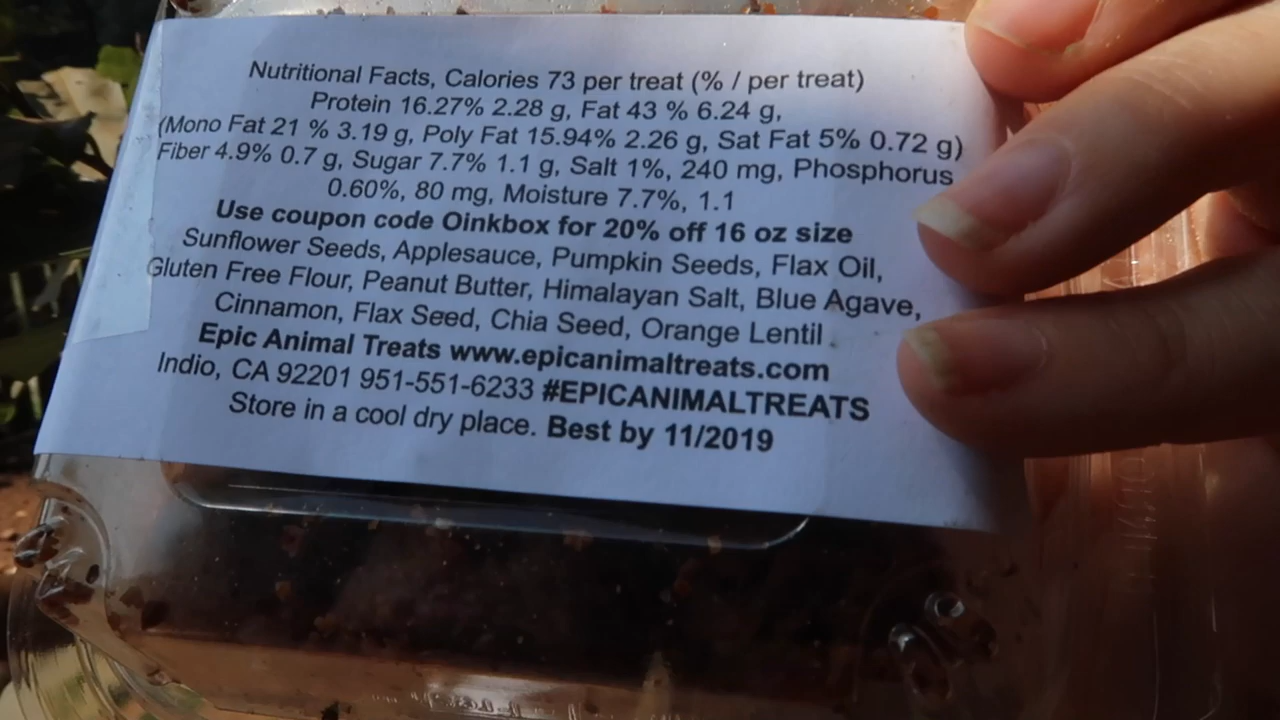 Nutritional Facts, Calories 73 per treat (% / per treat)
Protein 16.27% 2.28 g, Fat 43 % 6.24 g,
(Mono Fat 21 % 3.19 g, Poly Fat 15.94% 2.26 g, Sat Fat 5% 0.72 g)
Fiber 4.9% 0.7 g, Sugar 7.7% 1.1 g, Salt 1%, 240 mg, Phosphorus
0.60%, 80 mg, Moisture 7.7%, 1.1
Use coupon code Oinkbox for 20% off 16 oz size
Sunflower Seeds, Applesauce, Pumpkin Seeds, Flax Oil,
Gluten Free Flour, Peanut Butter, Himalayan Salt, Blue Agave,
Cinnamon, Flax Seed, Chia Seed, Orange Lentil
Epic Animal Treats www.epicanimaltreats.com
Indio, CA 92201 951-551-6233 #EPICANIMALTREATS
Store in a cool dry place. Best by 11/2019